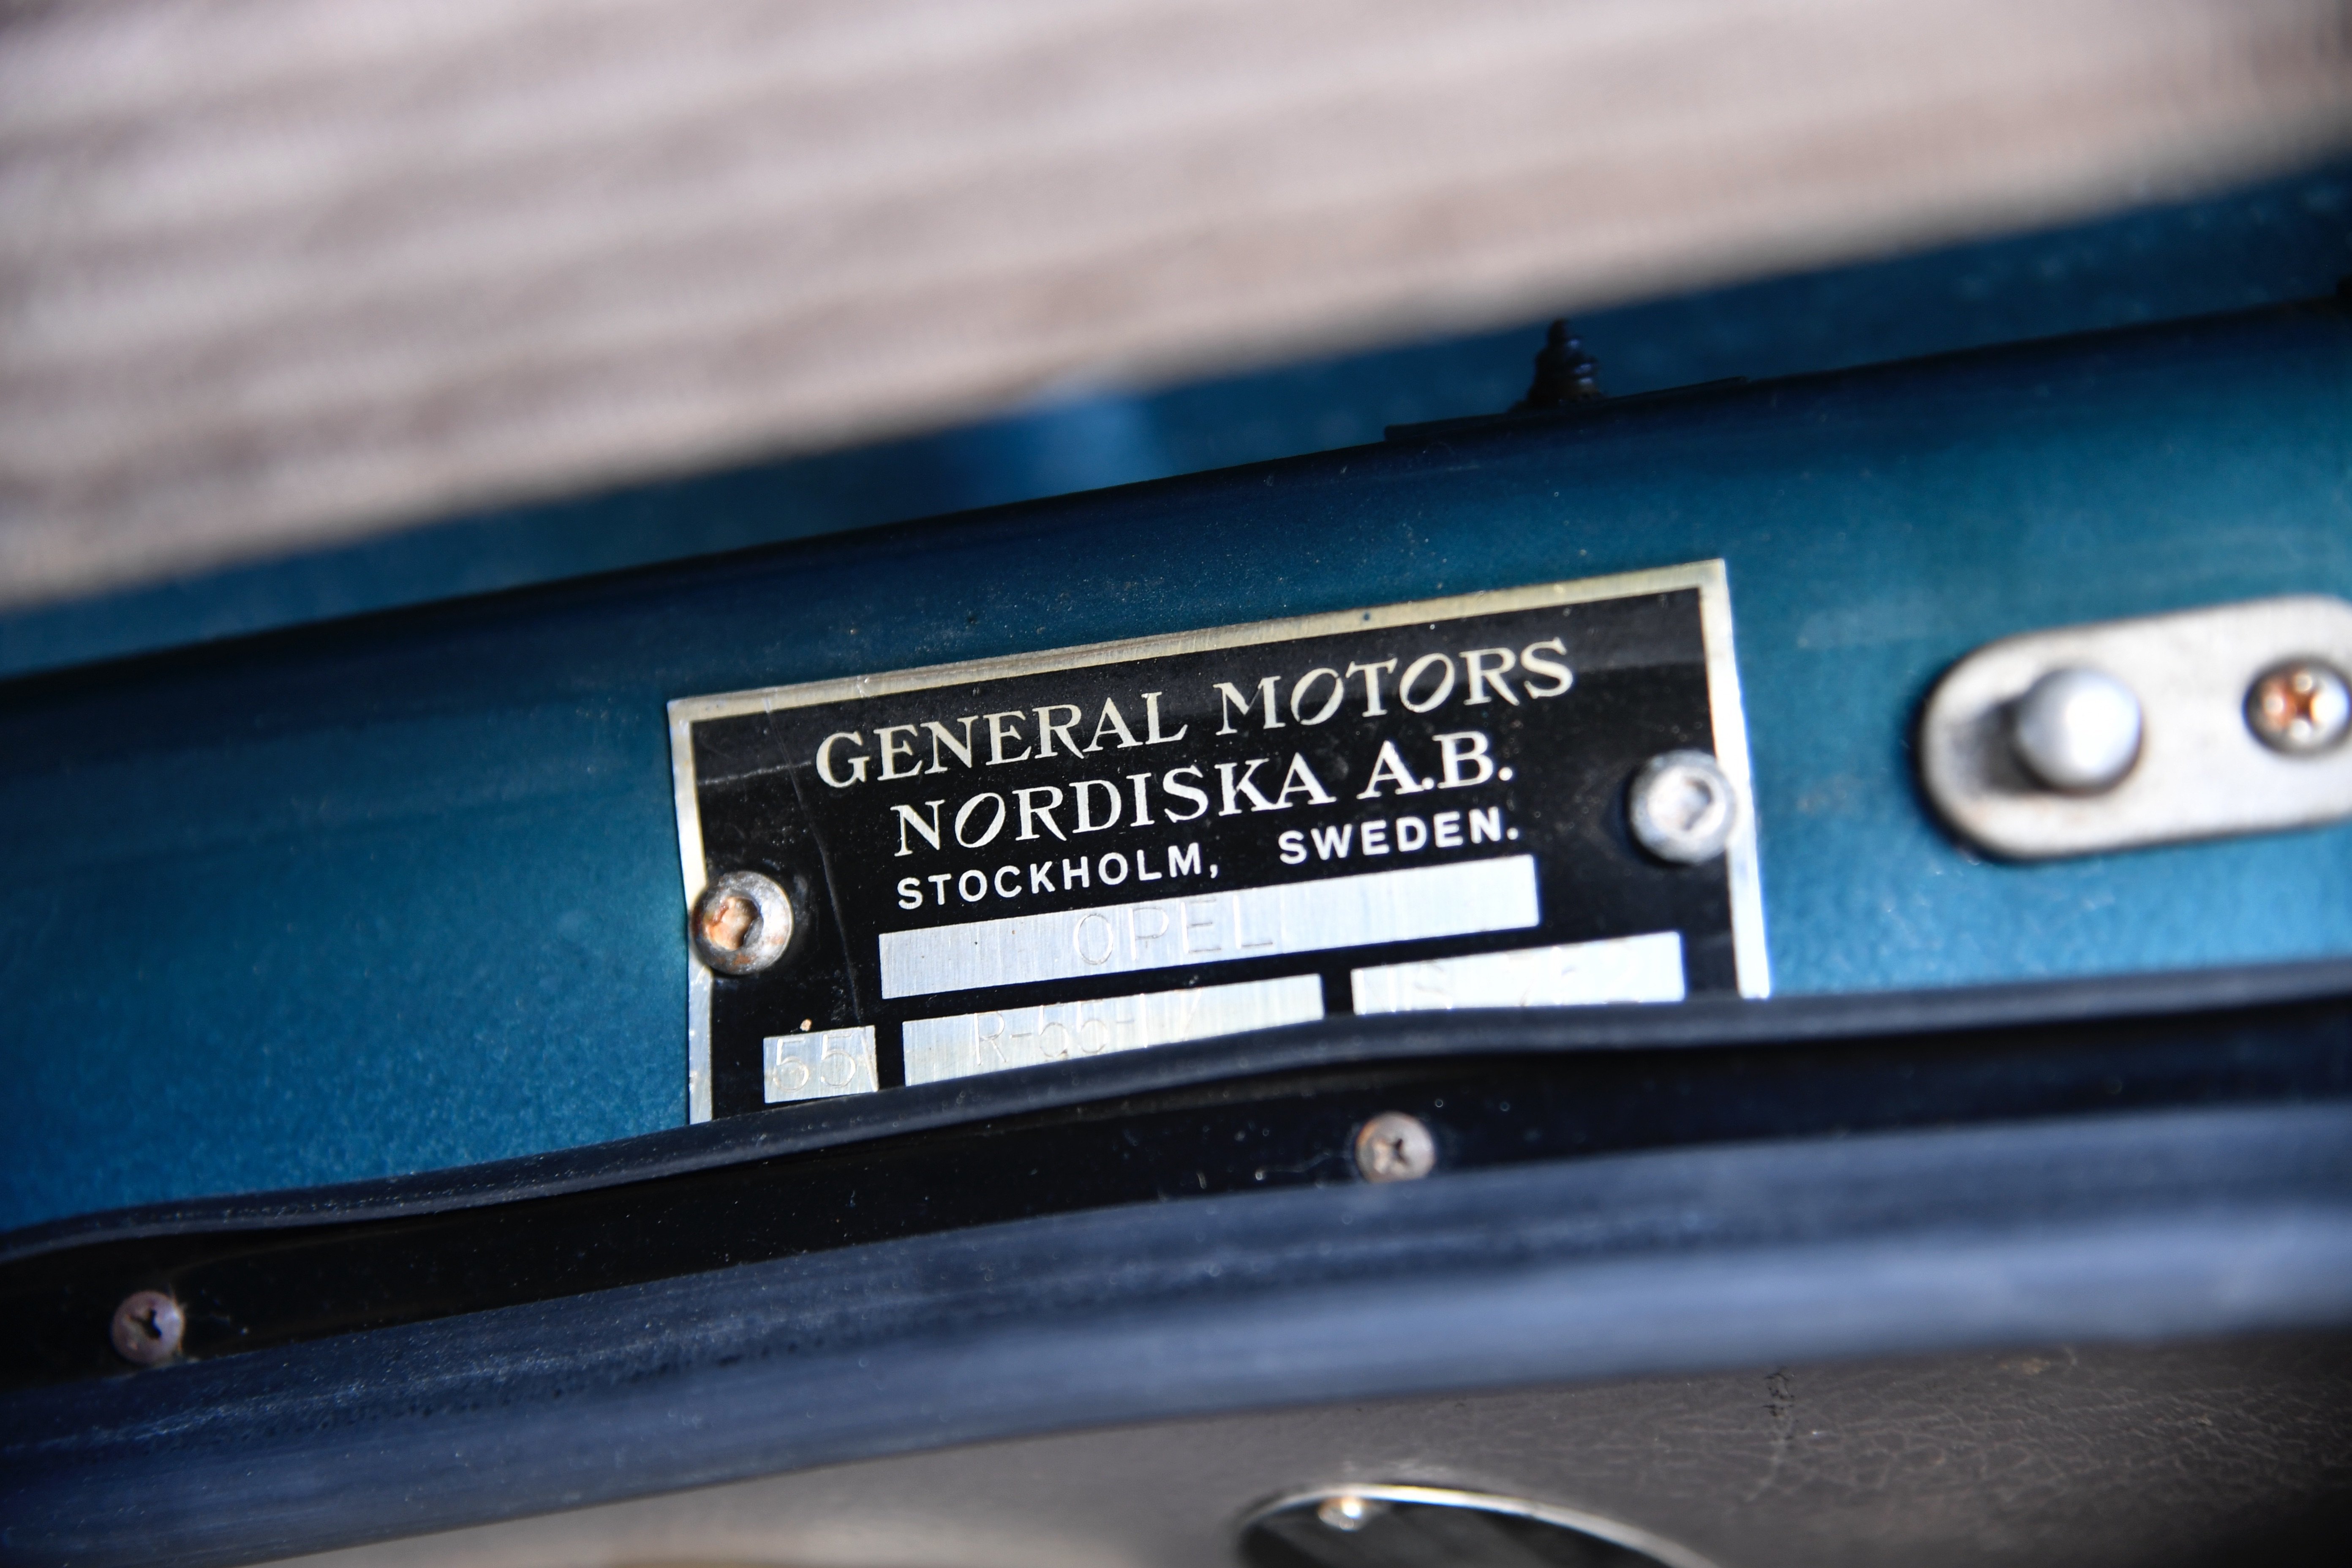 GENERAL MOTORS
NORDISKA A.B.
STOCKHOLM, SWEDEN.
OPEL
55